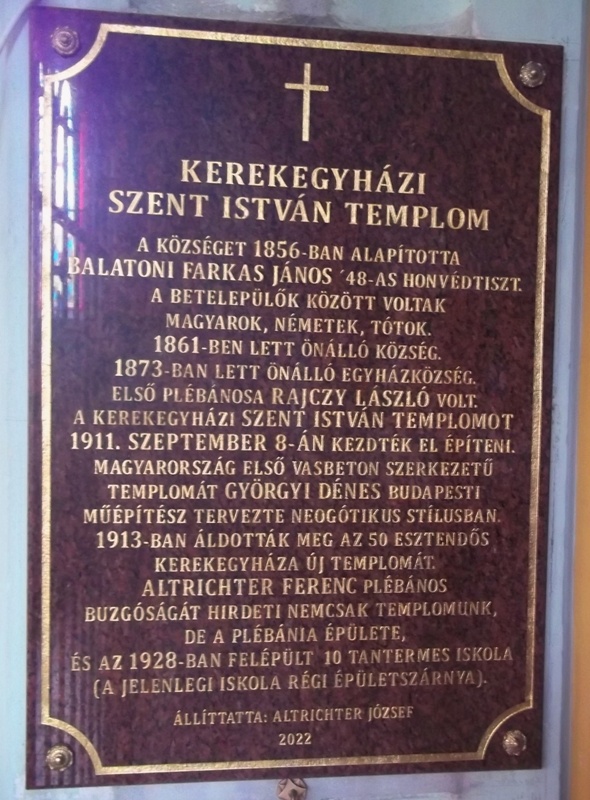 KEREKEGYHÁZI
SZENT ISTVÁN TEMPLOM
A KÖZSÉGET 1856-BAN ALAPÍTOTTA
BALATONI FARKAS JÁNOS ´48-AS HONVÉDTISZT.
A BETELEPÜLŐK KÖZÖTT VOLTAK
MAGYAROK, NÉMETEK, TÓTOK.
1861-BEN LETT ÖNÁLLÓ KÖZSÉG.
1873-BAN LETT ÖNÁLLÓ EGYHÁZKÖZSÉG.
ELSŐ PLÉBÁNOSA RAJCZY LÁSZLÓ VOLT.
A KEREKEGYHÁZI SZENT ISTVÁN TEMPLOMOT
1911. SZEPTEMBER 8-ÁN KEZDTÉK EL ÉPÍTENI.
MAGYARORSZÁG ELSŐ VASBETON SZERKEZETŰ
TEMPLOMÁT GYÖRGYI DÉNES BUDAPESTI
MŰÉPÍTÉSZ TERVEZTE NEOGÓTIKUS STÍLUSBAN.
1913-BAN ÁLDOTTÁK MEG AZ 50 ESZTENDŐS
KEREKEGYHÁZA ÚJ TEMPLOMÁT.
ALTRICHTER FERENC PLÉBÁNOS
BUZGÓSÁGÁT HIRDETI NEMCSAK TEMPLOMUNK,
DE A PLÉBÁNIA ÉPÜLETE,
ÉS AZ 1928-BAN FELÉPÜLT 10 TANTERMES ISKOLA
(A JELENLEGI ISKOLA RÉGI ÉPÜLETSZÁRNYA).
ÁLLÍTTATTA: ALTRICHTER JÓZSEF
2022